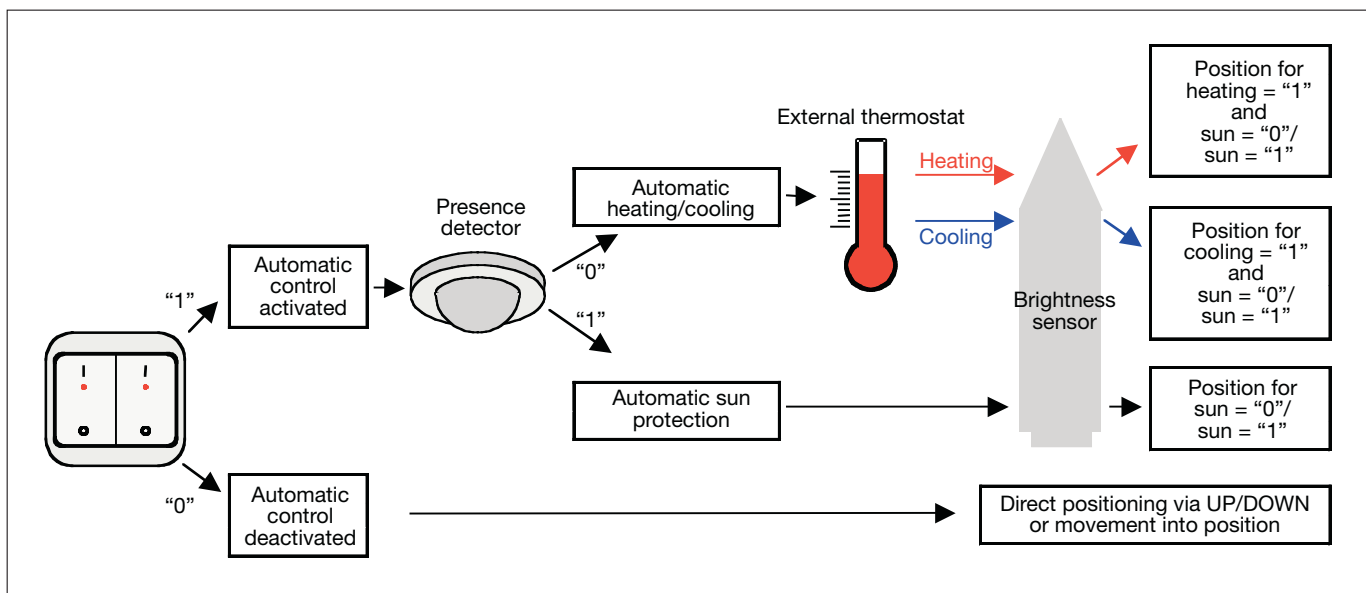 “1”
“0”
Automatic
control
activated
Automatic
control
deactivated
Presence
detector
“0”
“1”
Automatic
heating/cooling
Automatic sun
protection
External thermostat
Heating
Cooling
Brightness
sensor
Position for
heating = “1”
and
sun = “0”/
sun = “1”
Position for
cooling = “1”
and
sun = “0”/
sun = “1”
Position for
sun = “0”/
sun = “1”
Direct positioning via UP/DOWN
or movement into position